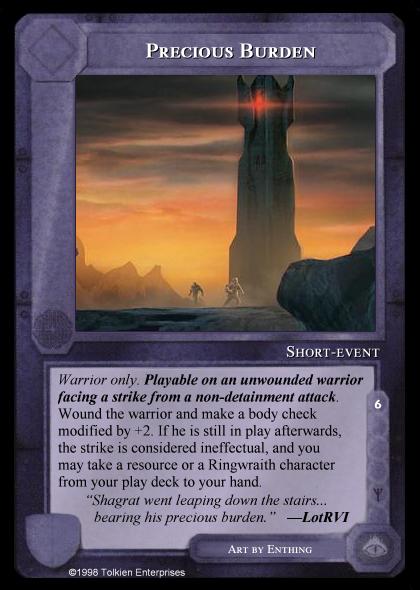 Precious Burden
Short-event
Warrior only. Playable on an unwounded warrior
facing a strike from a non-detainment attack.
Wound the warrior and make a body check
modified by +2. If he is still in play afterwards,
the strike is considered ineffectual, and you
may take a resource or a Ringwraith character
from your play deck to your hand.
6
“Shagrat went leaping down the stairs...
bearing his precious burden.” —LotRVI
Art by Enthing
©1998 Tolkien Enterprises